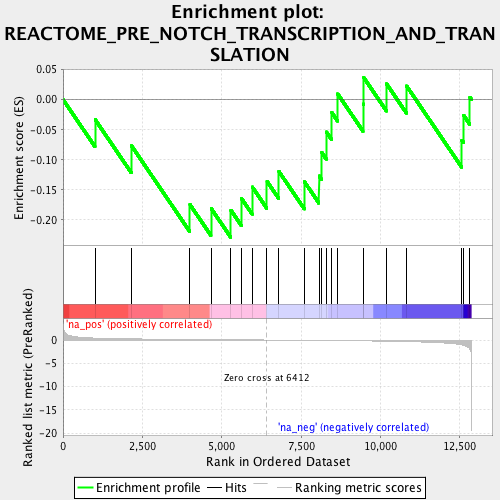 Enrichment plot:
REACTOME_PRE_NOTCH_TRANSCRIPTION_AND_TRAN
SLATION
Enrichment score (ES)
0.05
0.00
-0.05
-0.10
-0.15
-0.20
Ranked list metric (PreRanked)
'na_pos' (positively correlated)
0
-5
-10
-15
-20
Zero cross at 6412
'na_neg' (negatively correlated)
0
2,500
5,000
7,500
10,000
12,500
Rank in Ordered Dataset
Enrichment profile
Hits
Ranking metric scores